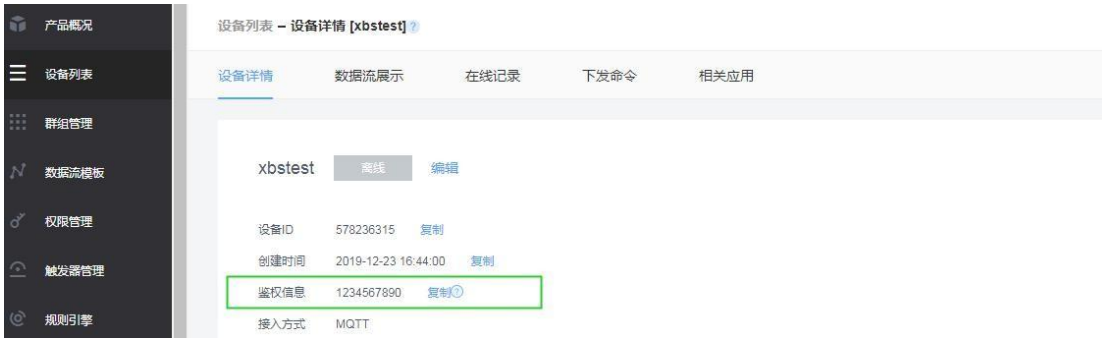 产品概况
设备列表
群组管理
数据流模板
权限管理
触发器管理
规则引擎
设备列表 – 设备详情 [xbstest] ?
设备详情 数据流展示 在线记录 下发命令 相关应用
xbstest 离线 编辑
设备ID 578236315 复制
创建时间 2019-12-23 16:44:00 复制
鉴权信息 1234567890 复制?
接入方式 MQTT